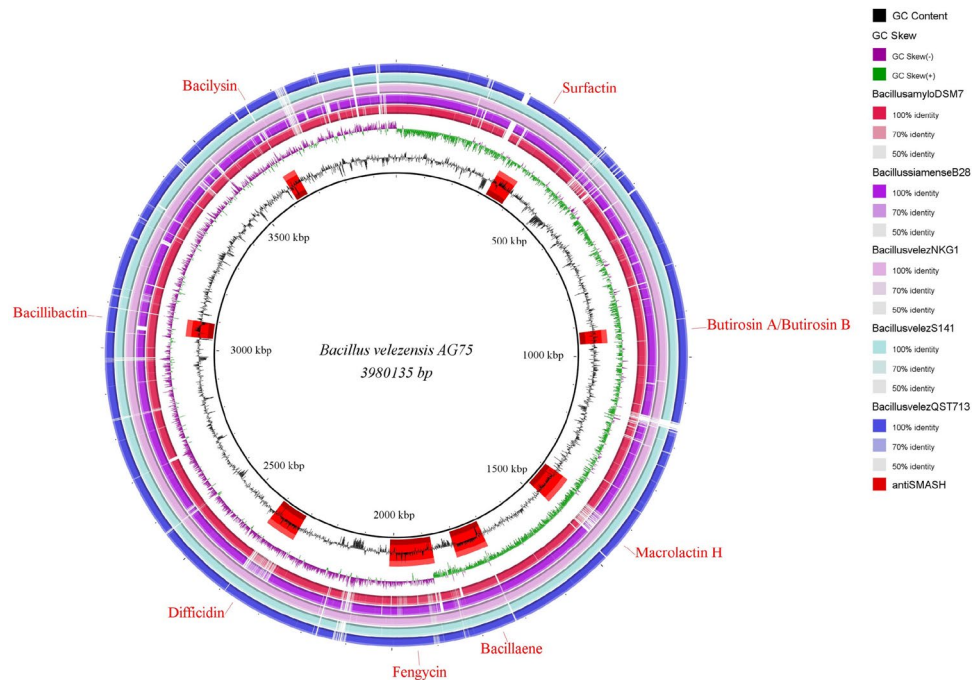 GC Content
GC Skew
GC Skew(-)
GC Skew(+)
BacillusamyloDSM7
100% identity
70% identity
50% identity
BacillussiamenseB28
100% identity
70% identity
50% identity
BacillusvelezNKG1
100% identity
70% identity
50% identity
BacillusvelezS141
100% identity
70% identity
50% identity
BacillusvelezQST713
100% identity
70% identity
50% identity
antiSMASH
Bacilysin
Surfactin
Bacillibactin
Butirosin A/Butirosin B
Macrolactin H
Difficidin
Bacillaene
Fengycin
3500 kbp
500 kbp
3000 kbp
1000 kbp
Bacillus velezensis AG75
3980135 bp
2500 kbp
1500 kbp
2000 kbp